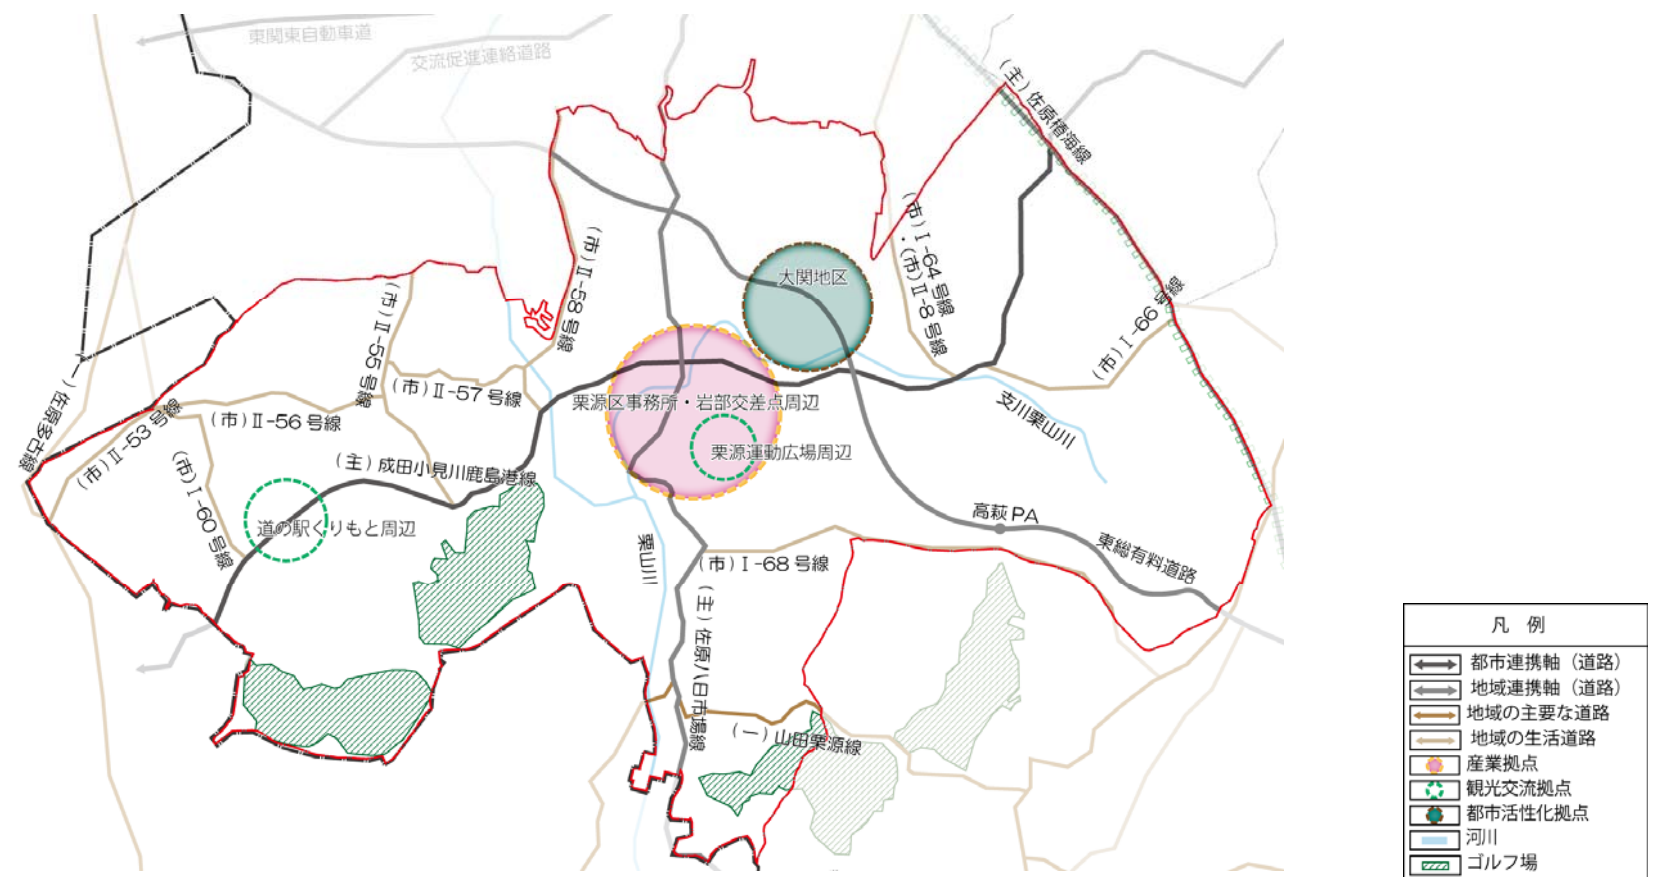 東関東自動車道
交流促進連絡道路
(主)佐原椿海線
(市)Ⅰ-64号線
・(市)Ⅱ-8号線
(市)Ⅱ-58号線
大関地区
(市)Ⅱ-55号線
(市)Ⅰ-66号線
(市)Ⅱ-57号線
栗源区事務所・岩部交差点周辺
(一)佐原多古線
(市)Ⅱ-53号線
(市)Ⅱ-56号線
支川栗山川
栗源運動広場周辺
(市)Ⅰ-60号線
(主)成田小見川鹿島港線
高萩PA
道の駅くりもと周辺
東総有料道路
栗山川
(市)Ⅰ-68号線
(主)佐原八日市場線
(一)山田栗源線
凡 例
都市連携軸(道路)
地域連携軸(道路)
地域の主要な道路
地域の生活道路
産業拠点
観光交流拠点
都市活性化拠点
河川
ゴルフ場